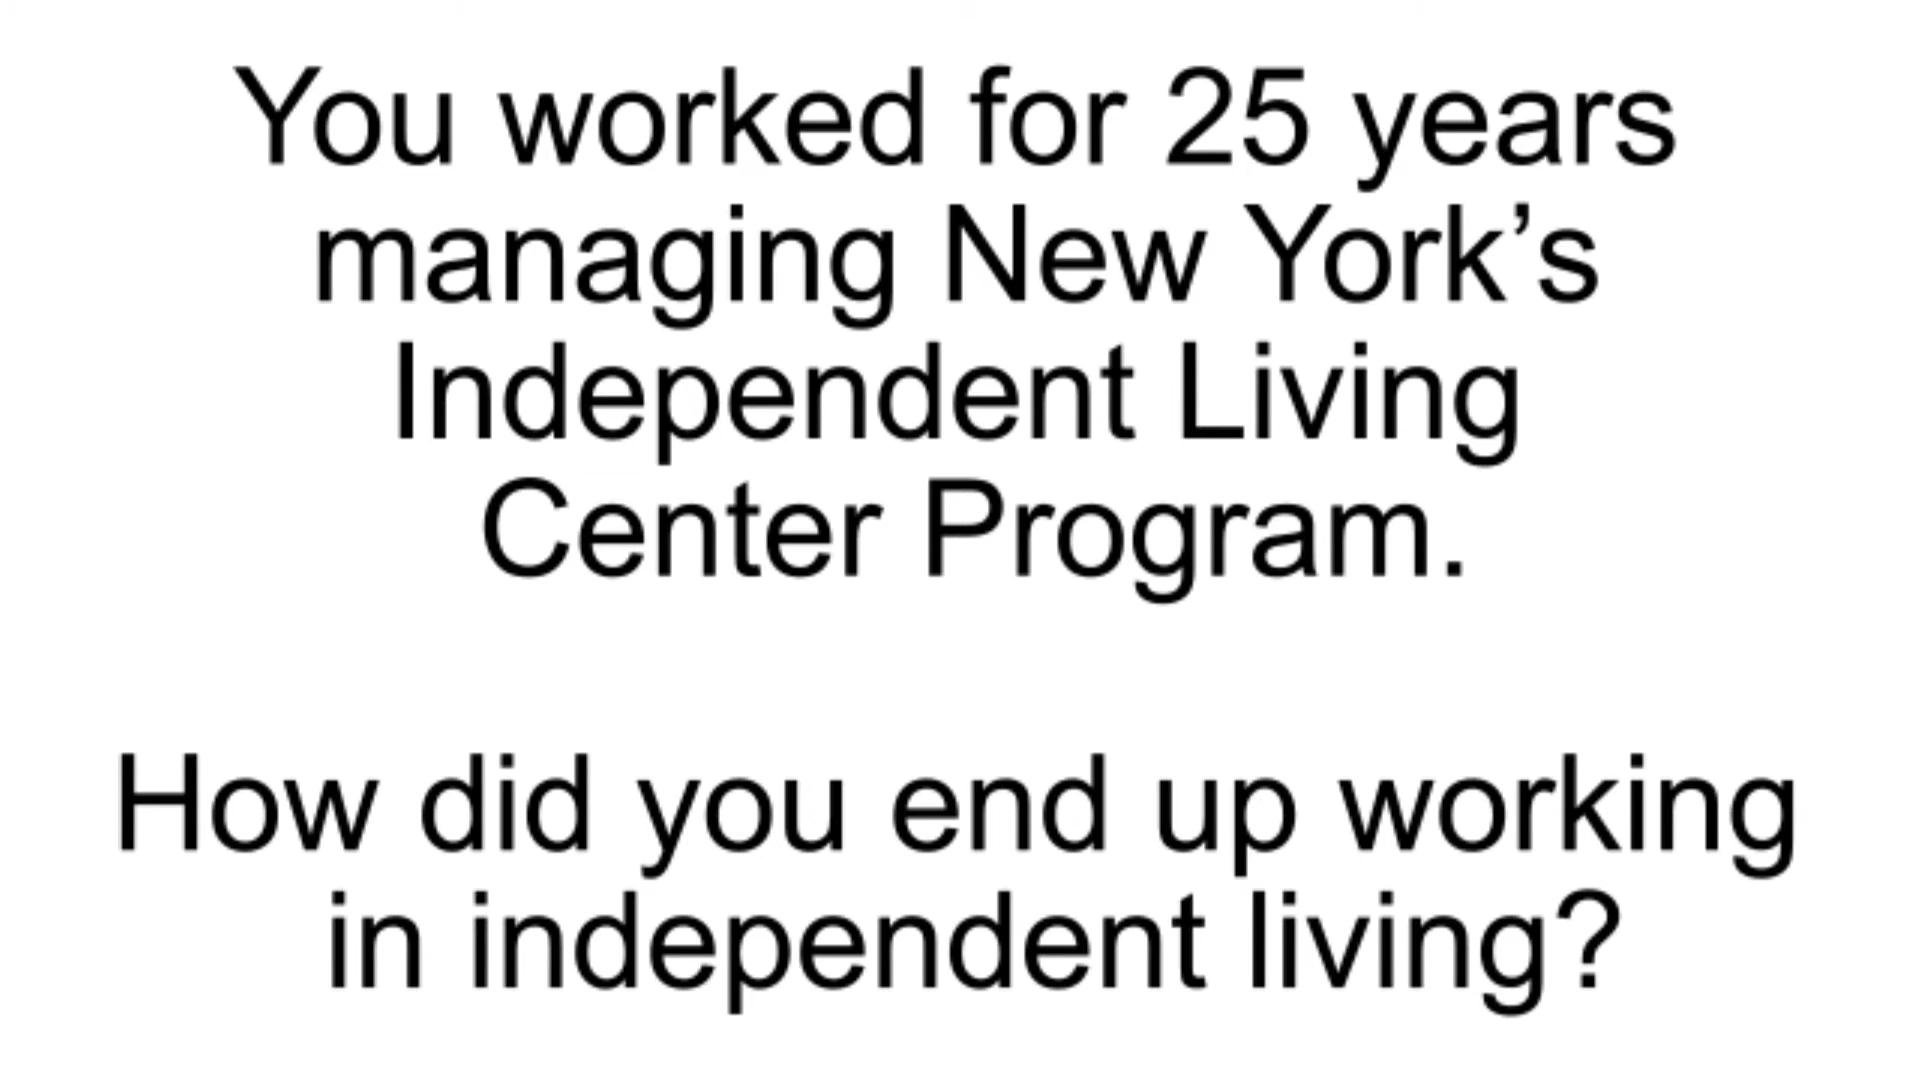 You worked for 25 years
managing New York’s
Independent Living
Center Program.
How did you end up working
in independent living?